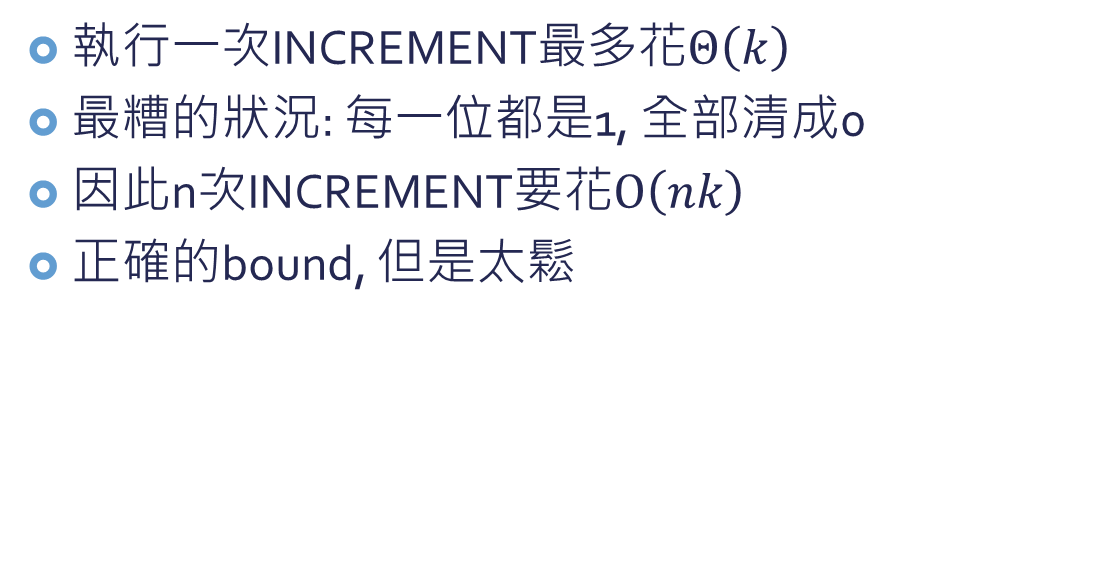 執行一次INCREMENT最多花Θ(k)
最糟的狀況: 每一位都是1, 全部清成0
因此n次INCREMENT要花O(nk)
正確的bound, 但是太鬆